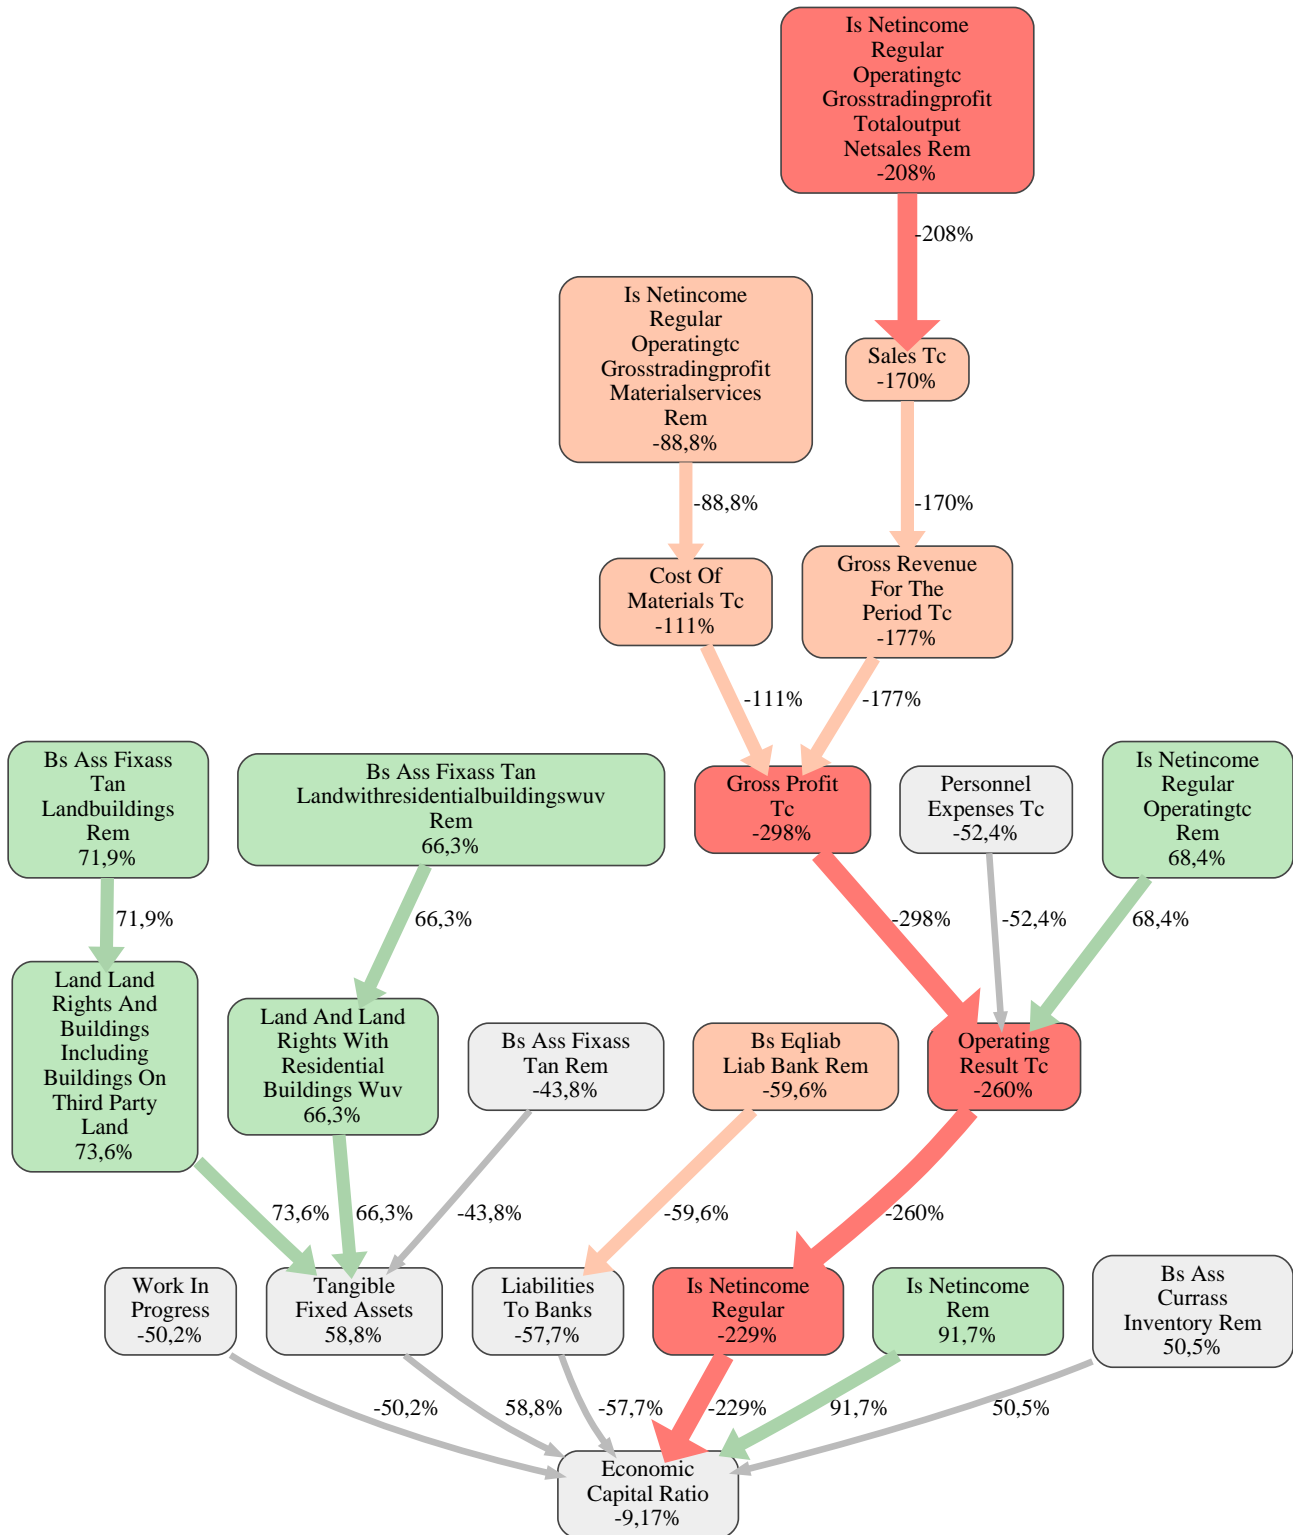 Is Netincome
Regular
Operatingtc
Grosstradingprofit
Totaloutput
Netsales Rem
-208%
-208%
Is Netincome
Regular
Operatingtc
Grosstradingprofit
Materialservices
Rem
-88,8%
Sales Tc
-170%
-88,8%
-170%
Cost Of
Materials Tc
-111%
Gross Revenue
For The
Period Tc
-177%
-111%
-177%
Bs Ass Fixass
Tan
Landbuildings
Rem
71,9%
Bs Ass Fixass Tan
Landwithresidentialbuildingswuv
Rem
66,3%
Gross Profit
Tc
-298%
Personnel
Expenses Tc
-52,4%
Is Netincome
Regular
Operatingtc
Rem
68,4%
71,9%
66,3%
-298%
-52,4%
68,4%
Land Land
Rights And
Buildings
Including
Buildings On
Third Party
Land
73,6%
Land And Land
Rights With
Residential
Buildings Wuv
66,3%
Bs Ass Fixass
Tan Rem
-43,8%
Bs Eqliab
Liab Bank Rem
-59,6%
Operating
Result Tc
-260%
73,6%
66,3%
-43,8%
-59,6%
-260%
Work In
Progress
-50,2%
Tangible
Fixed Assets
58,8%
Liabilities
To Banks
-57,7%
Is Netincome
Regular
-229%
Is Netincome
Rem
91,7%
Bs Ass
Currass
Inventory Rem
50,5%
-50,2%
58,8%
-57,7%
-229%
91,7%
50,5%
Economic
Capital Ratio
-9,17%